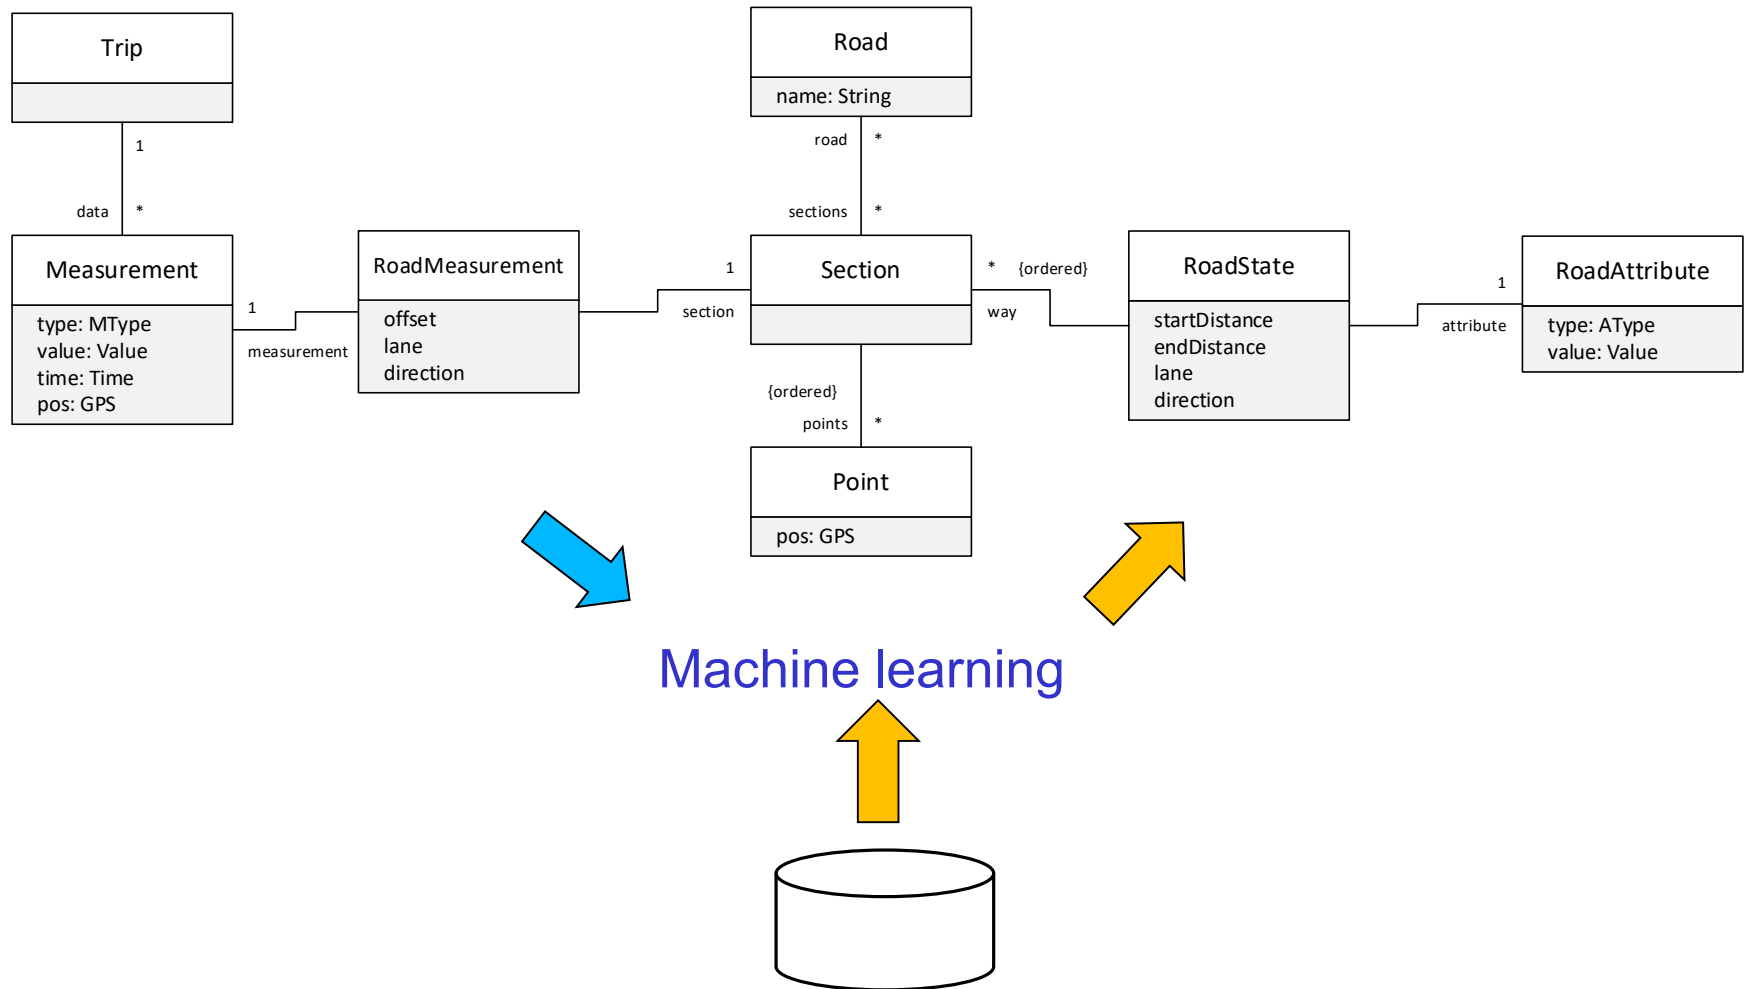 Trip
1
data *
Measurement
type: MType
value: Value
time: Time
pos: GPS
1
measurement
RoadMeasurement
offset
lane
direction
1
section
Road
name: String
road *
sections *
Section
{ordered}
points *
Point
pos: GPS
* {ordered}
way
RoadState
startDistance
endDistance
lane
direction
1
attribute
RoadAttribute
type: AType
value: Value
Machine learning